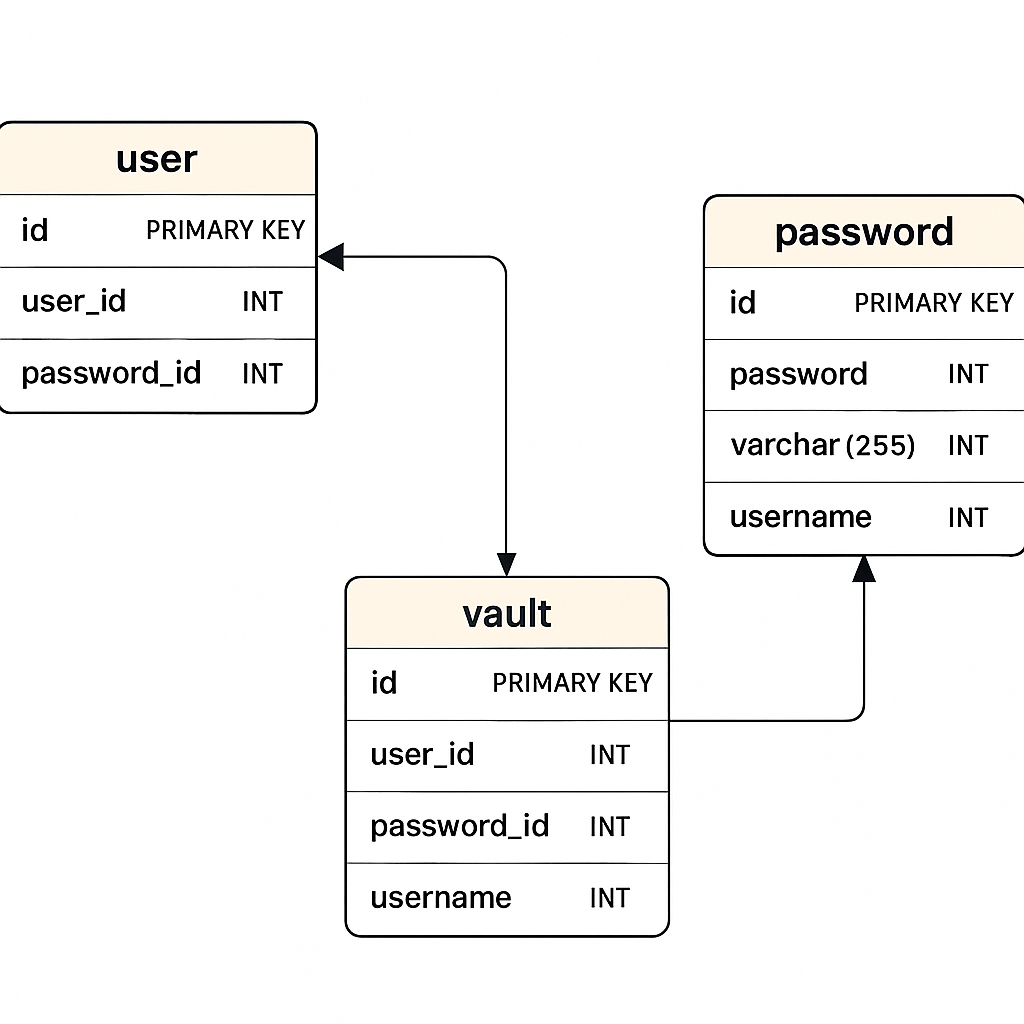 user
id PRIMARY KEY
user_id INT
password_id INT
password
id PRIMARY KEY
password INT
varchar (255) INT
username INT
vault
id PRIMARY KEY
user_id INT
password_id INT
username INT